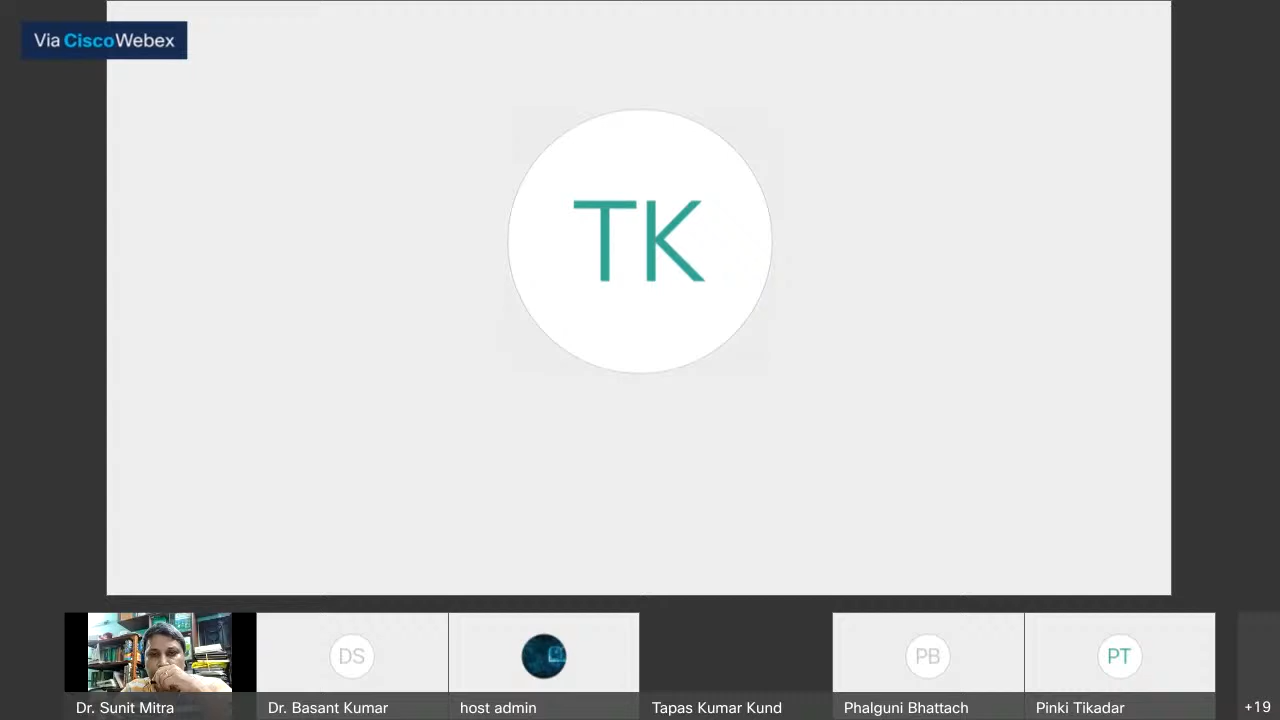 Via CiscoWebex
TK
DS
PB
PT
Dr. Sunit Mitra
Dr. Basant Kumar
host admin
Tapas Kumar Kund
Phalguni Bhattach
Pinki Tikadar
+19